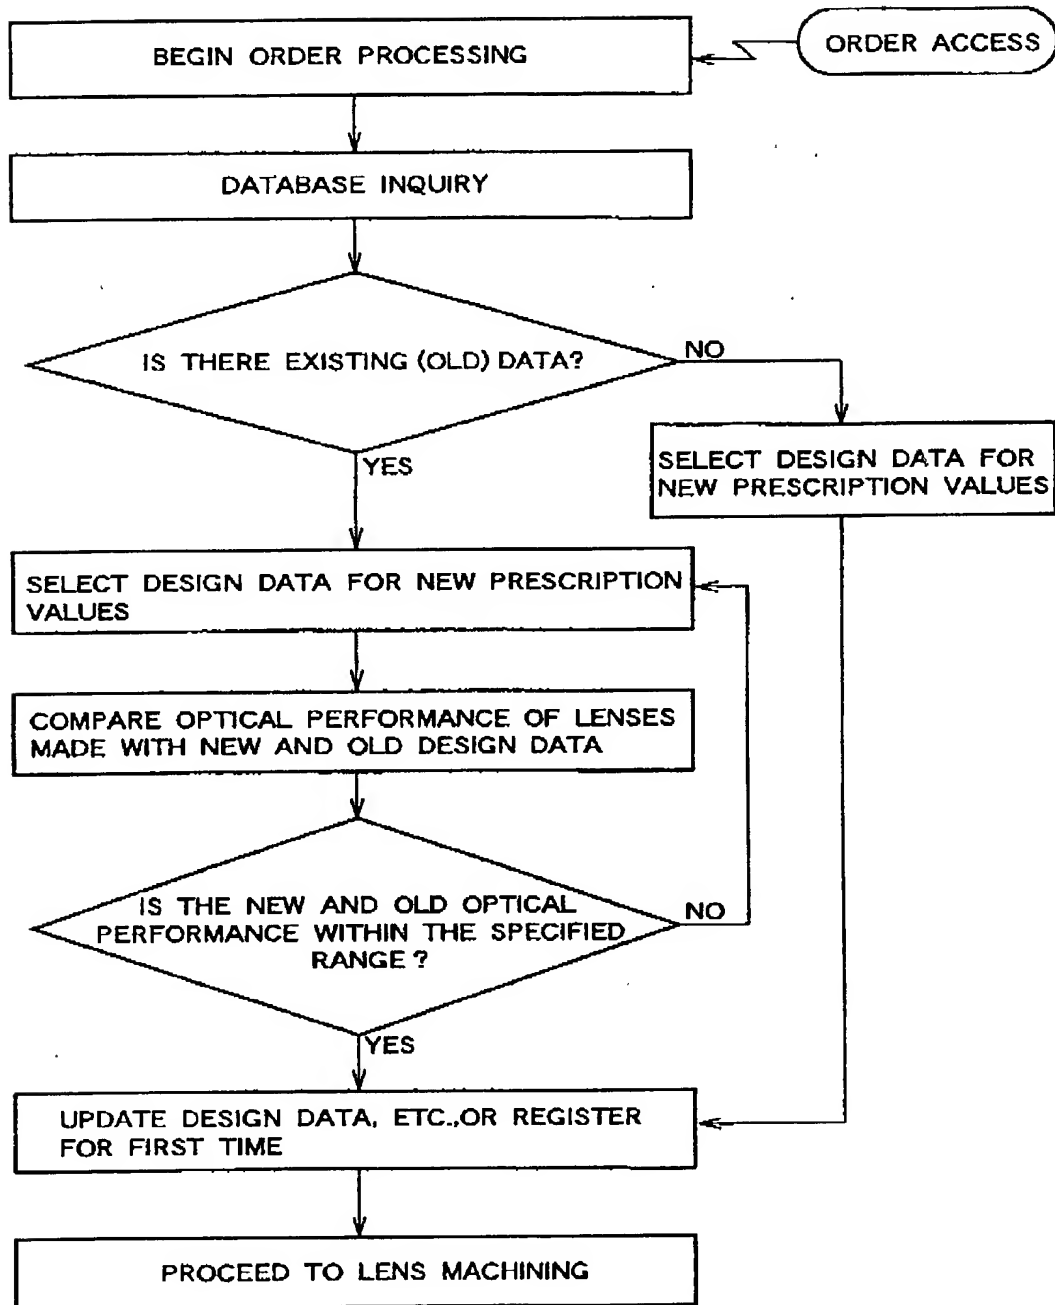 BEGIN ORDER PROCESSING
ORDER ACCESS
DATABASE INQUIRY
IS THERE EXISTING (OLD) DATA?
NO
YES
SELECT DESIGN DATA FOR
NEW PRESCRIPTION VALUES
SELECT DESIGN DATA FOR NEW PRESCRIPTION
VALUES
COMPARE OPTICAL PERFORMANCE OF LENSES
MADE WITH NEW AND OLD DESIGN DATA
IS THE NEW AND OLD OPTICAL
PERFORMANCE WITHIN THE SPECIFIED
RANGE?
NO
YES
UPDATE DESIGN DATA, ETC.,OR REGISTER
FOR FIRST TIME
PROCEED TO LENS MACHINING